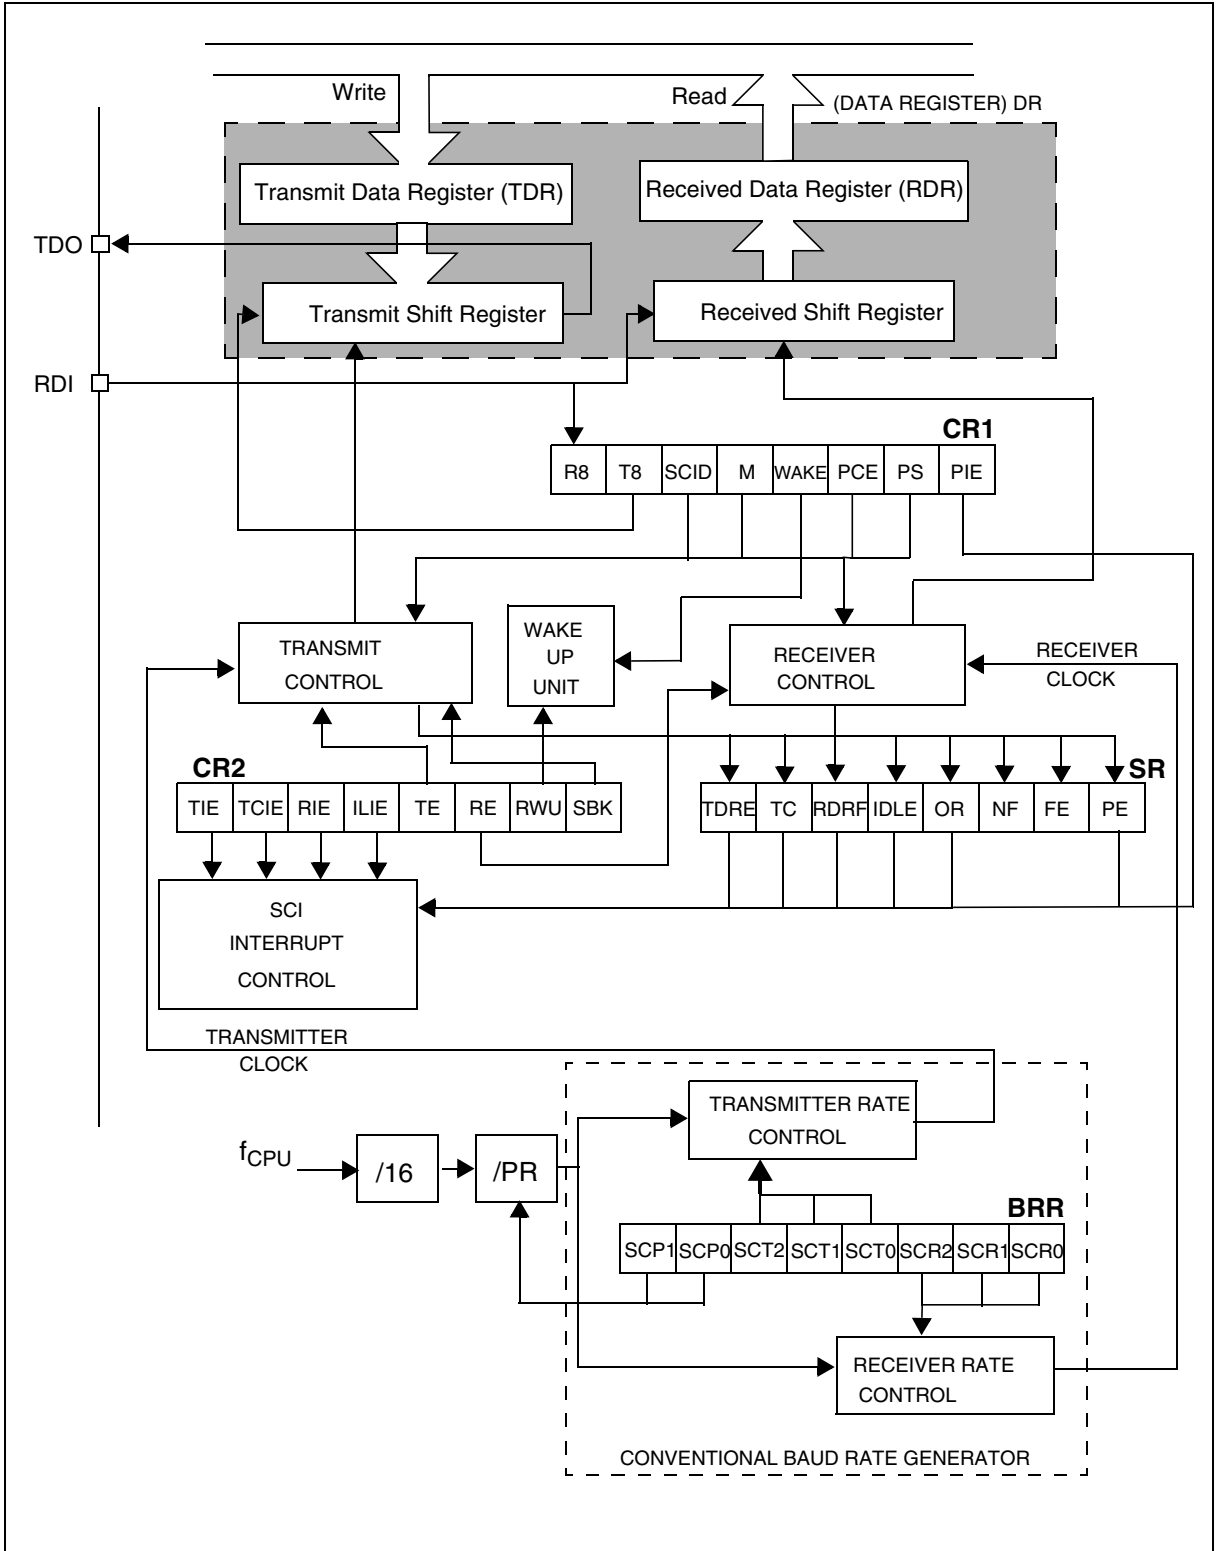 Write
Read
(DATA REGISTER) DR
Transmit Data Register (TDR)
Received Data Register (RDR)
TDO
Transmit Shift Register
Received Shift Register
RDI
CR1
R8 T8 SCID M WAKE PCE PS PIE
TRANSMIT
CONTROL
WAKE
UP
UNIT
RECEIVER
CONTROL
RECEIVER
CLOCK
CR2
TIE TCIE RIE ILIE TE RE RWU SBK
SR
TDRE TC RDRF IDLE OR NF FE PE
SCI
INTERRUPT
CONTROL
TRANSMITTER
CLOCK
TRANSMITTER RATE
CONTROL
fCPU
/16
/PR
BRR
SCP1 SCP0 SCT2 SCT1 SCT0 SCR2 SCR1 SCR0
RECEIVER RATE
CONTROL
CONVENTIONAL BAUD RATE GENERATOR